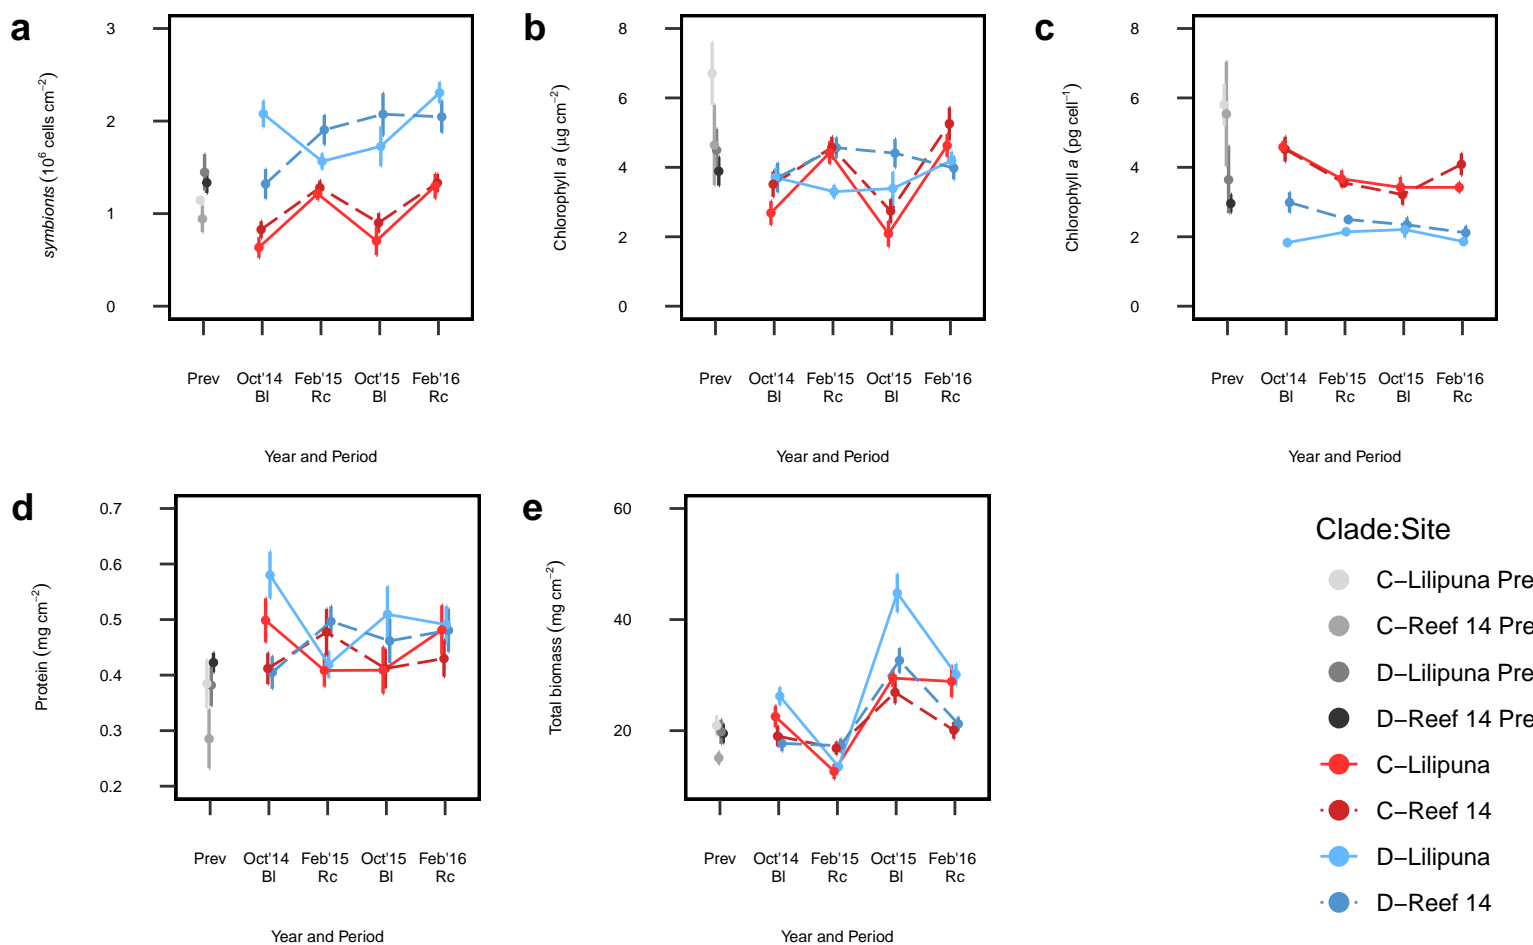 a
3
2
1
0
symbionts (10⁶ cells cm⁻²)
Prev Oct'14 Feb'15 Oct'15 Feb'16
Bl Rc Bl Rc
Year and Period
b
8
6
4
2
0
Chlorophyll a (µg cm⁻²)
Prev Oct'14 Feb'15 Oct'15 Feb'16
Bl Rc Bl Rc
Year and Period
c
8
6
4
2
0
Chlorophyll a (pg cell⁻¹)
Prev Oct'14 Feb'15 Oct'15 Feb'16
Bl Rc Bl Rc
Year and Period
d
0.7
0.6
0.5
0.4
0.3
0.2
Protein (mg cm⁻²)
Prev Oct'14 Feb'15 Oct'15 Feb'16
Bl Rc Bl Rc
Year and Period
e
60
40
20
Total biomass (mg cm⁻²)
Prev Oct'14 Feb'15 Oct'15 Feb'16
Bl Rc Bl Rc
Year and Period
Clade:Site
C−Lilipuna Pre
C−Reef 14 Pre
D−Lilipuna Pre
D−Reef 14 Pre
C−Lilipuna
C−Reef 14
D−Lilipuna
D−Reef 14